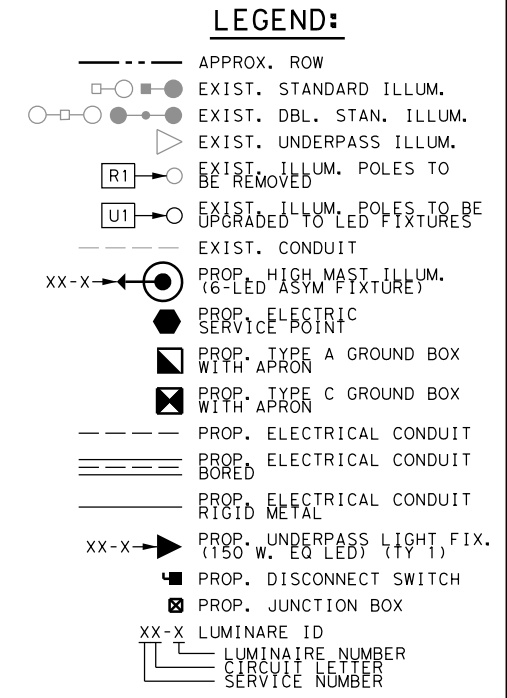 LEGEND:
APPROX. ROW
EXIST. STANDARD ILLUM.
EXIST. DBL. STAN. ILLUM.
EXIST. UNDERPASS ILLUM.
R1 EXIST. ILLUM. POLES TO
BE REMOVED
U1 EXIST. ILLUM. POLES TO BE
UPGRADED TO LED FIXTURES
EXIST. CONDUIT
XX-X PROP. HIGH MAST ILLUM.
(6-LED ASYM FIXTURE)
PROP. ELECTRIC
SERVICE POINT
PROP. TYPE A GROUND BOX
WITH APRON
PROP. TYPE C GROUND BOX
WITH APRON
PROP. ELECTRICAL CONDUIT
PROP. ELECTRICAL CONDUIT
BORED
PROP. ELECTRICAL CONDUIT
RIGID METAL
XX-X PROP. UNDERPASS LIGHT FIX.
(150 W. EQ LED) (TY 1)
PROP. DISCONNECT SWITCH
PROP. JUNCTION BOX
XX-X LUMINARE ID
LUMINAIRE NUMBER
CIRCUIT LETTER
SERVICE NUMBER